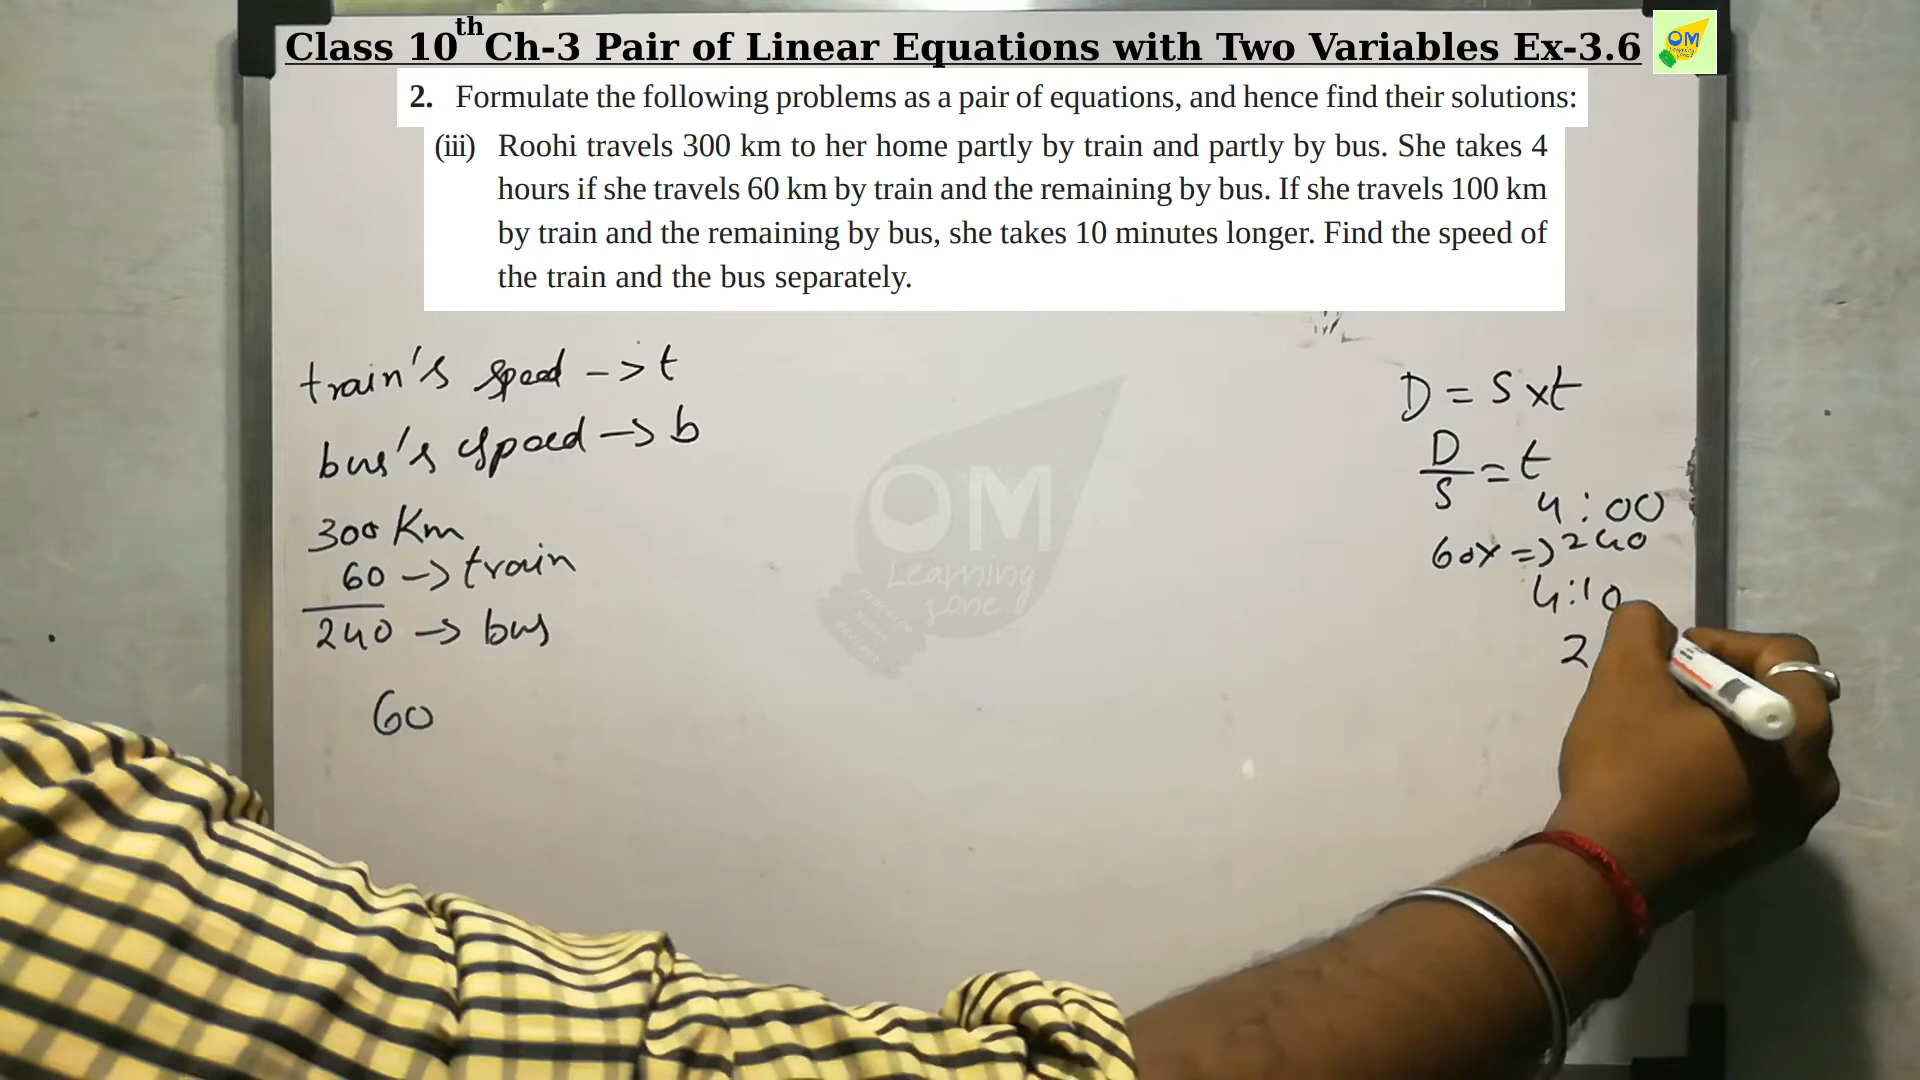 Class 10th Ch-3 Pair of Linear Equations with Two Variables Ex-3.6
OM
Learning
zone
2. Formulate the following problems as a pair of equations, and hence find their solutions:
(iii) Roohi travels 300 km to her home partly by train and partly by bus. She takes 4
hours if she travels 60 km by train and the remaining by bus. If she travels 100 km
by train and the remaining by bus, she takes 10 minutes longer. Find the speed of
the train and the bus separately.
train's speed -> t
bus's speed -> b
300 Km
60 -> train
240 -> bus
60
OM
Learning
zone
D = S x t
D/S = t
4:00
60x => 240
4:10
2